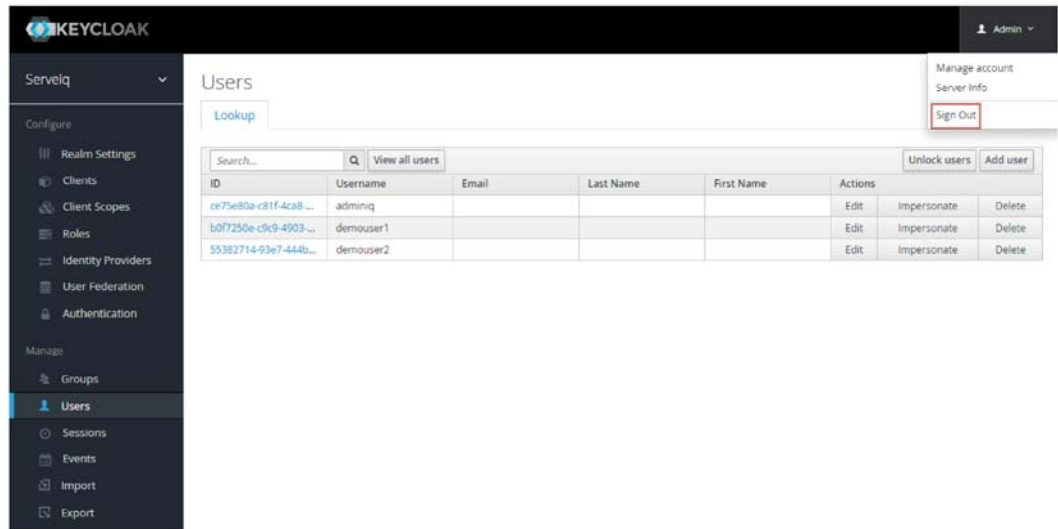 KEYCLOAK
Admin
Manage account
Server Info
Sign Out
Serveiq
Configure
Realm Settings
Clients
Client Scopes
Roles
Identity Providers
User Federation
Authentication
Manage
Groups
Users
Sessions
Events
Import
Export
Users
Lookup
Search... View all users Unlock users Add user
ID Username Email Last Name First Name Actions
ce75e80a-c81f-4ca8-... adminiq Edit Impersonate Delete
b0f7250e-c9c9-4903-... demouser1 Edit Impersonate Delete
55382714-93e7-444b... demouser2 Edit Impersonate Delete